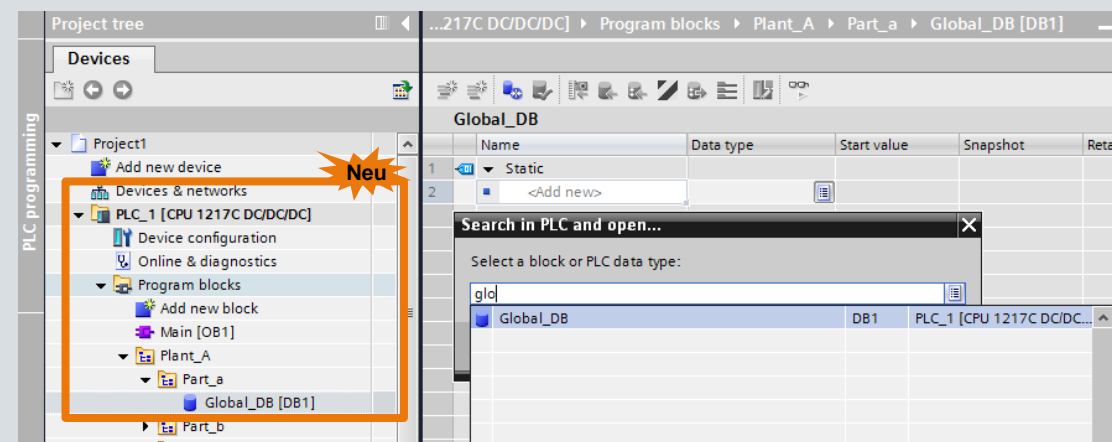 Project tree
...217C DC/DC/DC] Program blocks Plant_A Part_a Global_DB [DB1]
Devices
PLC programming
Global_DB
Name Data type Start value Snapshot Reta
Project1
Add new device
Neu
1 Static
Devices & networks
2 <Add new>
PLC_1 [CPU 1217C DC/DC/DC]
Device configuration
Online & diagnostics
Program blocks
Add new block
Main [OB1]
Plant_A
Part_a
Global_DB [DB1]
Part_b
Search in PLC and open...
Select a block or PLC data type:
glo
Global_DB DB1 PLC_1 [CPU 1217C DC/DC...